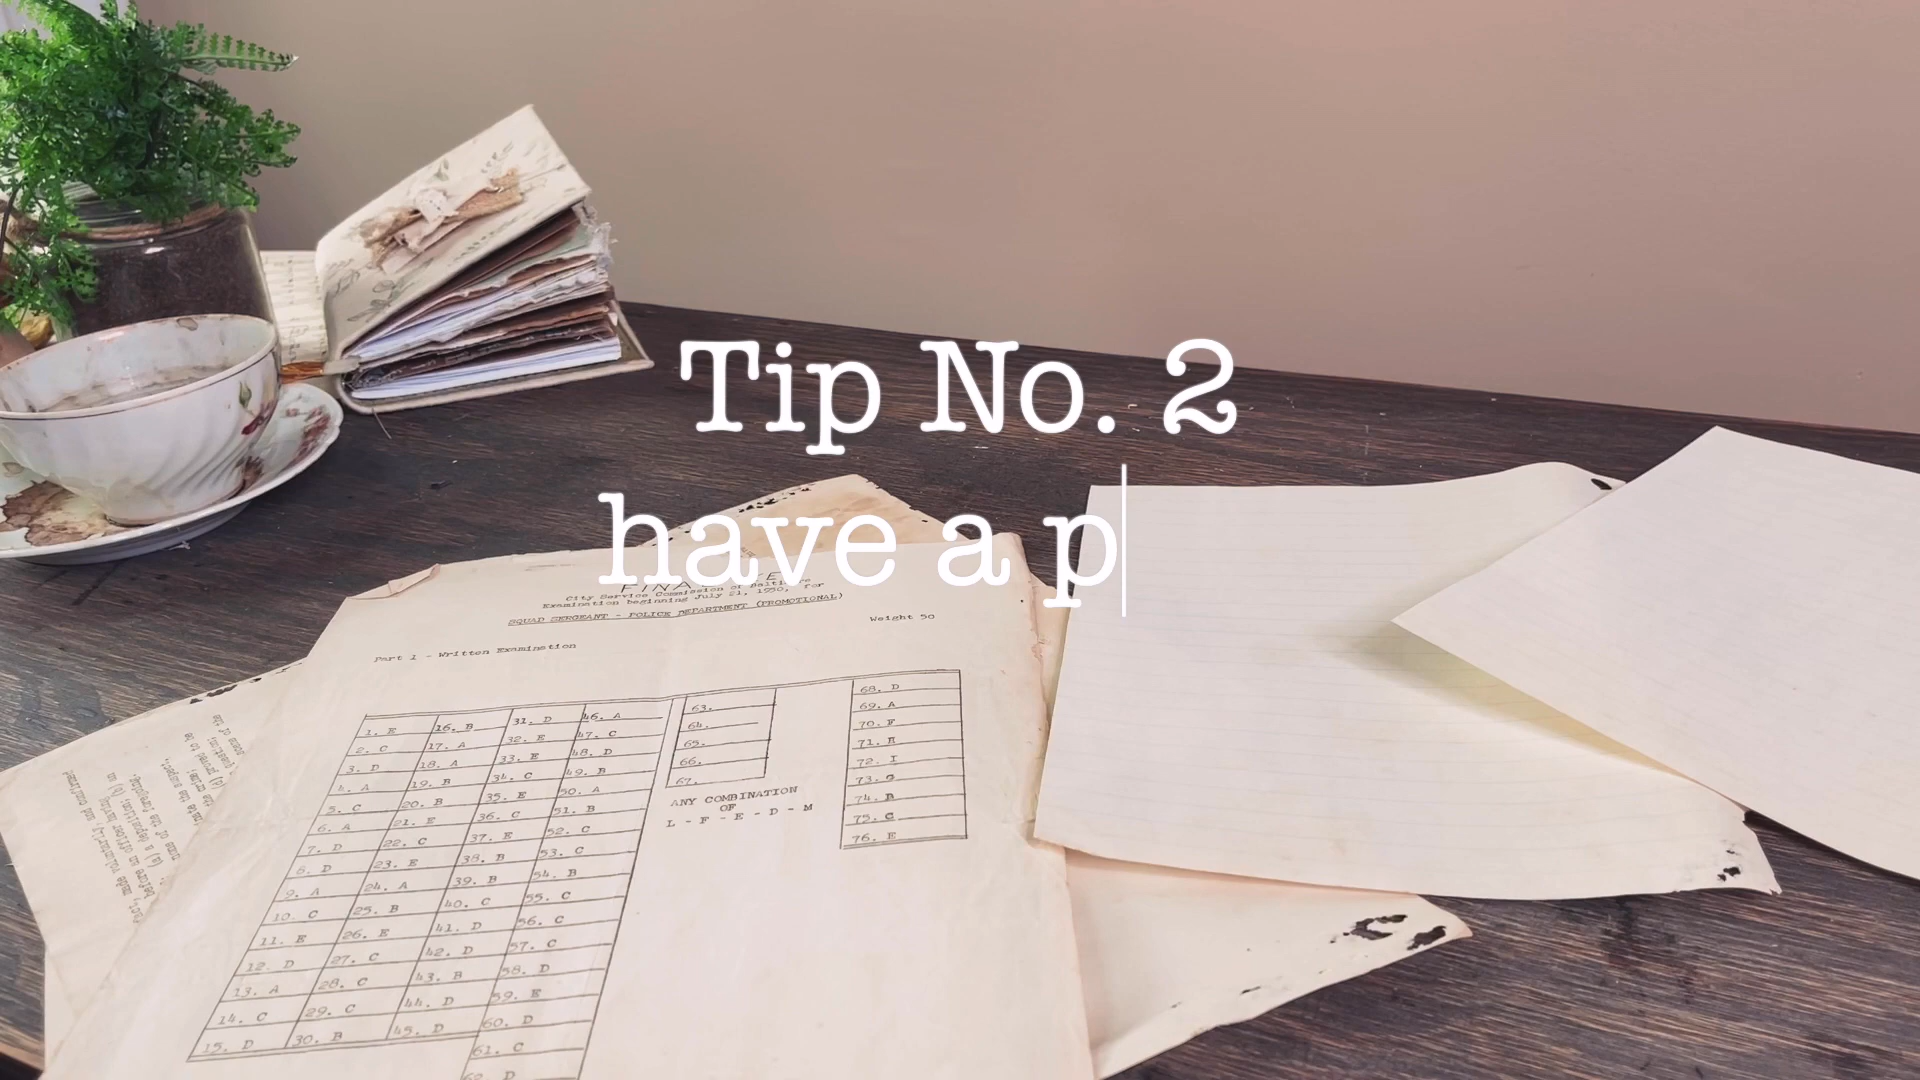 Tip No. 2
have a p
City Service Commission of Baltimore
Examination beginning July 21, 1950, for
SQUAD SERGEANT - POLICE DEPARTMENT (PROMOTIONAL)
Weight 50
Part 1 - Written Examination
1. E 16. B 31. D 46. A 63. 68. D
2. C 17. A 32. E 47. C 64. 69. A
3. D 18. A 33. E 48. D 65. 70. F
4. A 19. B 34. C 49. B 66. 71.
5. C 20. B 35. E 50. A 67. 72. I
6. A 21. E 36. C 51. B 73.
7. D 22. C 37. E 52. C 74.
8. D 23. E 38. B 53. C 75. C
9. A 24. A 39. B 54. B 76. E
10. C 25. B 40. C 55. C
11. E 26. E 41. D 56. C
12. D 27. C 42. D 57. C
13. A 28. C 43. B 58. D
14. C 29. C 44. D 59. E
15. D 30. B 45. D 60. D
61. C
62. D
ANY COMBINATION
OF
L - F - E - D - M